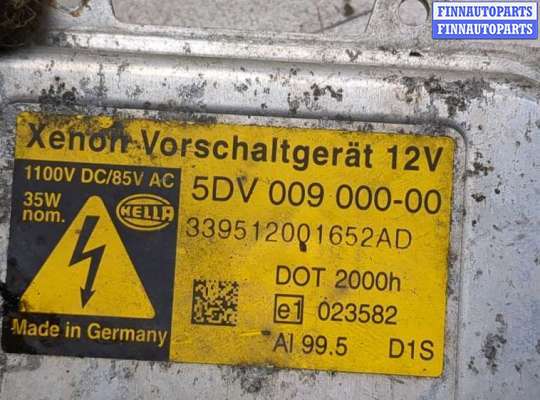 FINNAUTOPARTS
FINNAUTOPARTS
Xenon-Vorschaltgerät 12V
1100V DC/85V AC
35W
nom.
HELLA
5DV 009 000-00
339512001652AD
DOT 2000h
e1 023582
Made in Germany
Al 99.5 D1S